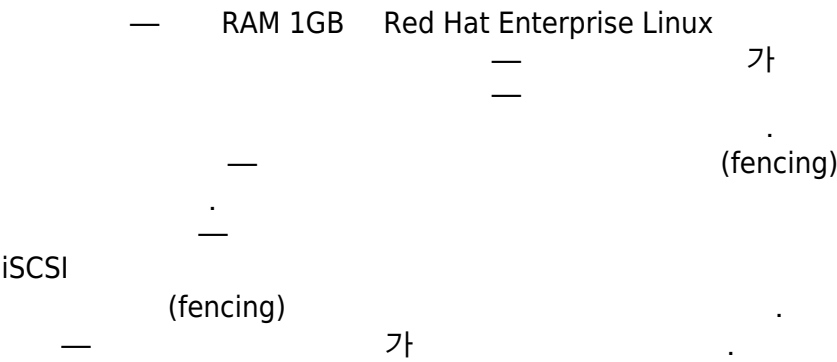 — RAM 1GB Red Hat Enterprise Linux
— 가
—
.
— (fencing)
.
—
iSCSI
(fencing) .
— 가 .